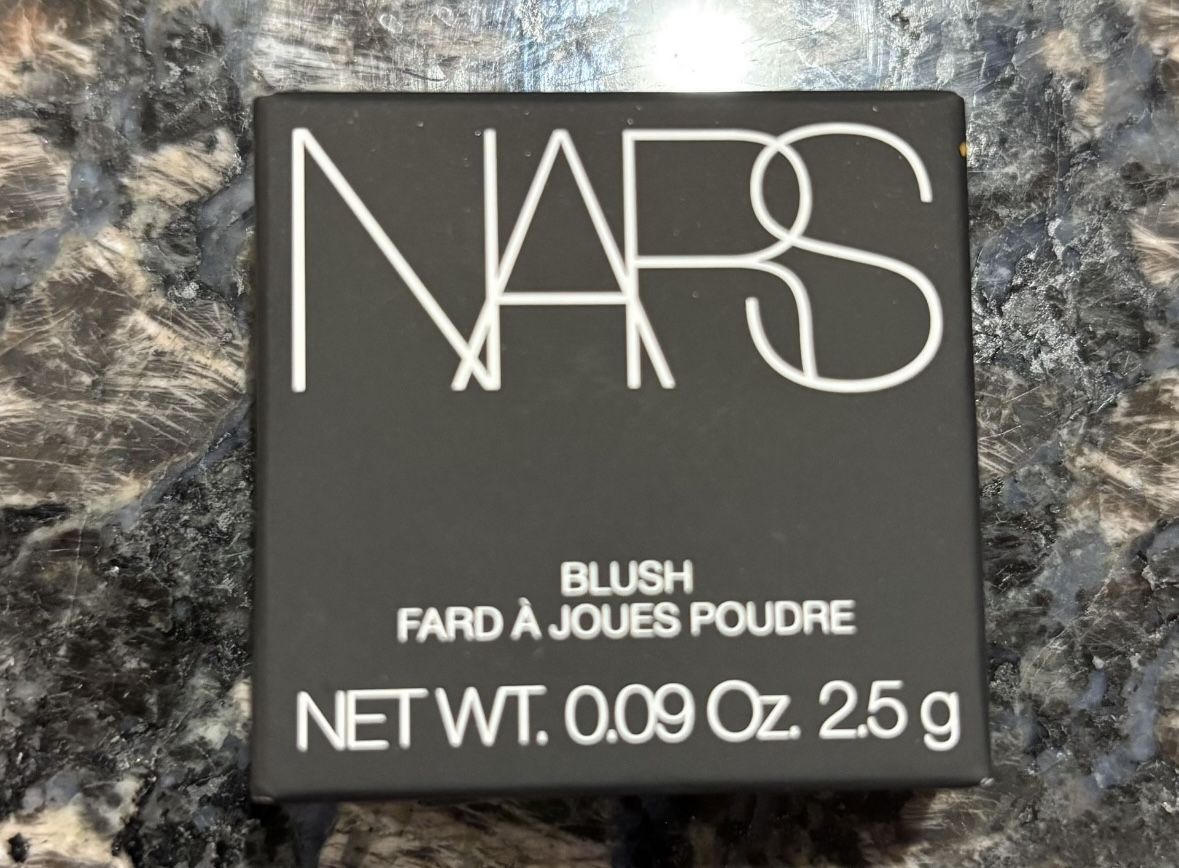 NARS
BLUSH
FARD À JOUES POUDRE
NET WT. 0.09 Oz. 2.5 g